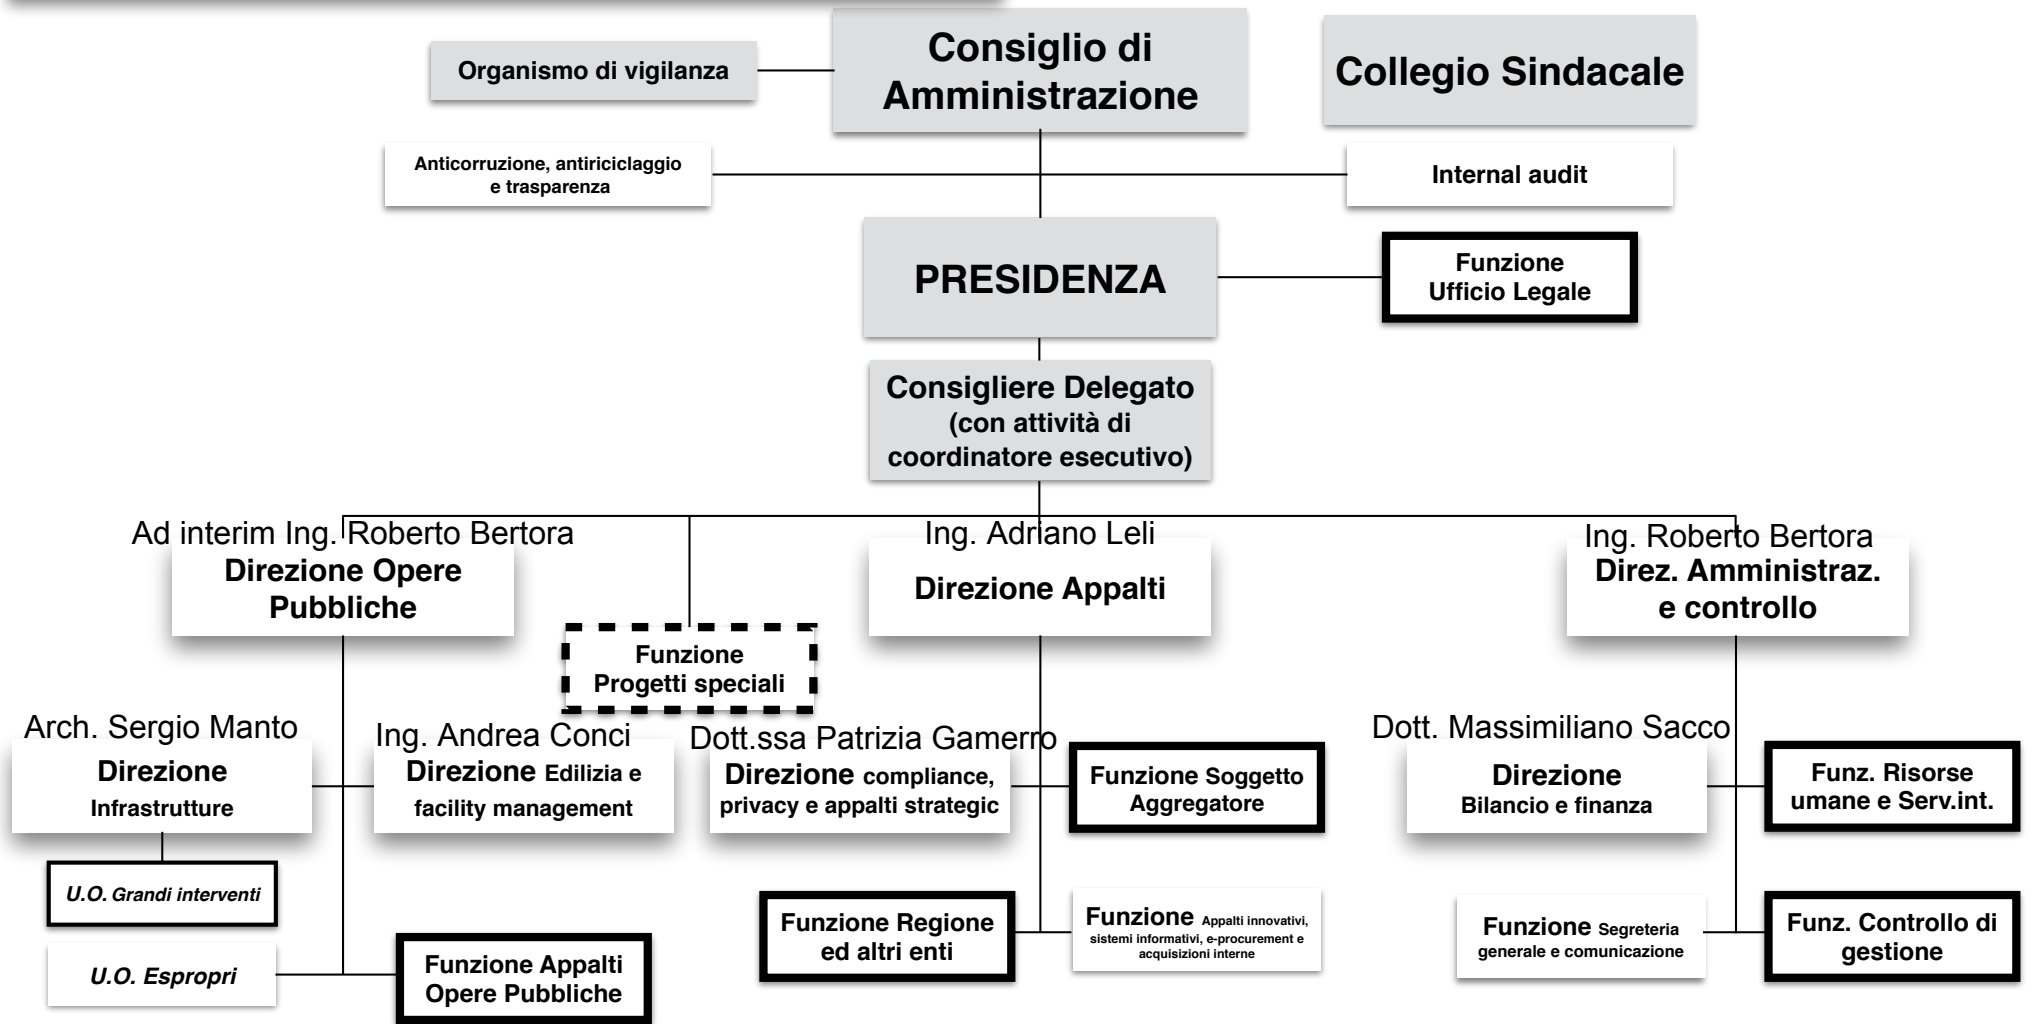 Consiglio di
Amministrazione
Organismo di vigilanza
Collegio Sindacale
Anticorruzione, antiriciclaggio
e trasparenza
Internal audit
PRESIDENZA
Funzione
Ufficio Legale
Consigliere Delegato
(con attività di
coordinatore esecutivo)
Ad interim Ing. Roberto Bertora
Direzione Opere
Pubbliche
Ing. Adriano Leli
Direzione Appalti
Ing. Roberto Bertora
Direz. Amministraz.
e controllo
Funzione
Progetti speciali
Arch. Sergio Manto
Direzione
Infrastrutture
Ing. Andrea Conci
Direzione Edilizia e
facility management
Dott.ssa Patrizia Gamerro
Direzione compliance,
privacy e appalti strategic
Funzione Soggetto
Aggregatore
Dott. Massimiliano Sacco
Direzione
Bilancio e finanza
Funz. Risorse
umane e Serv.int.
U.O. Grandi interventi
U.O. Espropri
Funzione Appalti
Opere Pubbliche
Funzione Regione
ed altri enti
Funzione Appalti innovativi,
sistemi informativi, e-procurement e
acquisizioni interne
Funzione Segreteria
generale e comunicazione
Funz. Controllo di
gestione